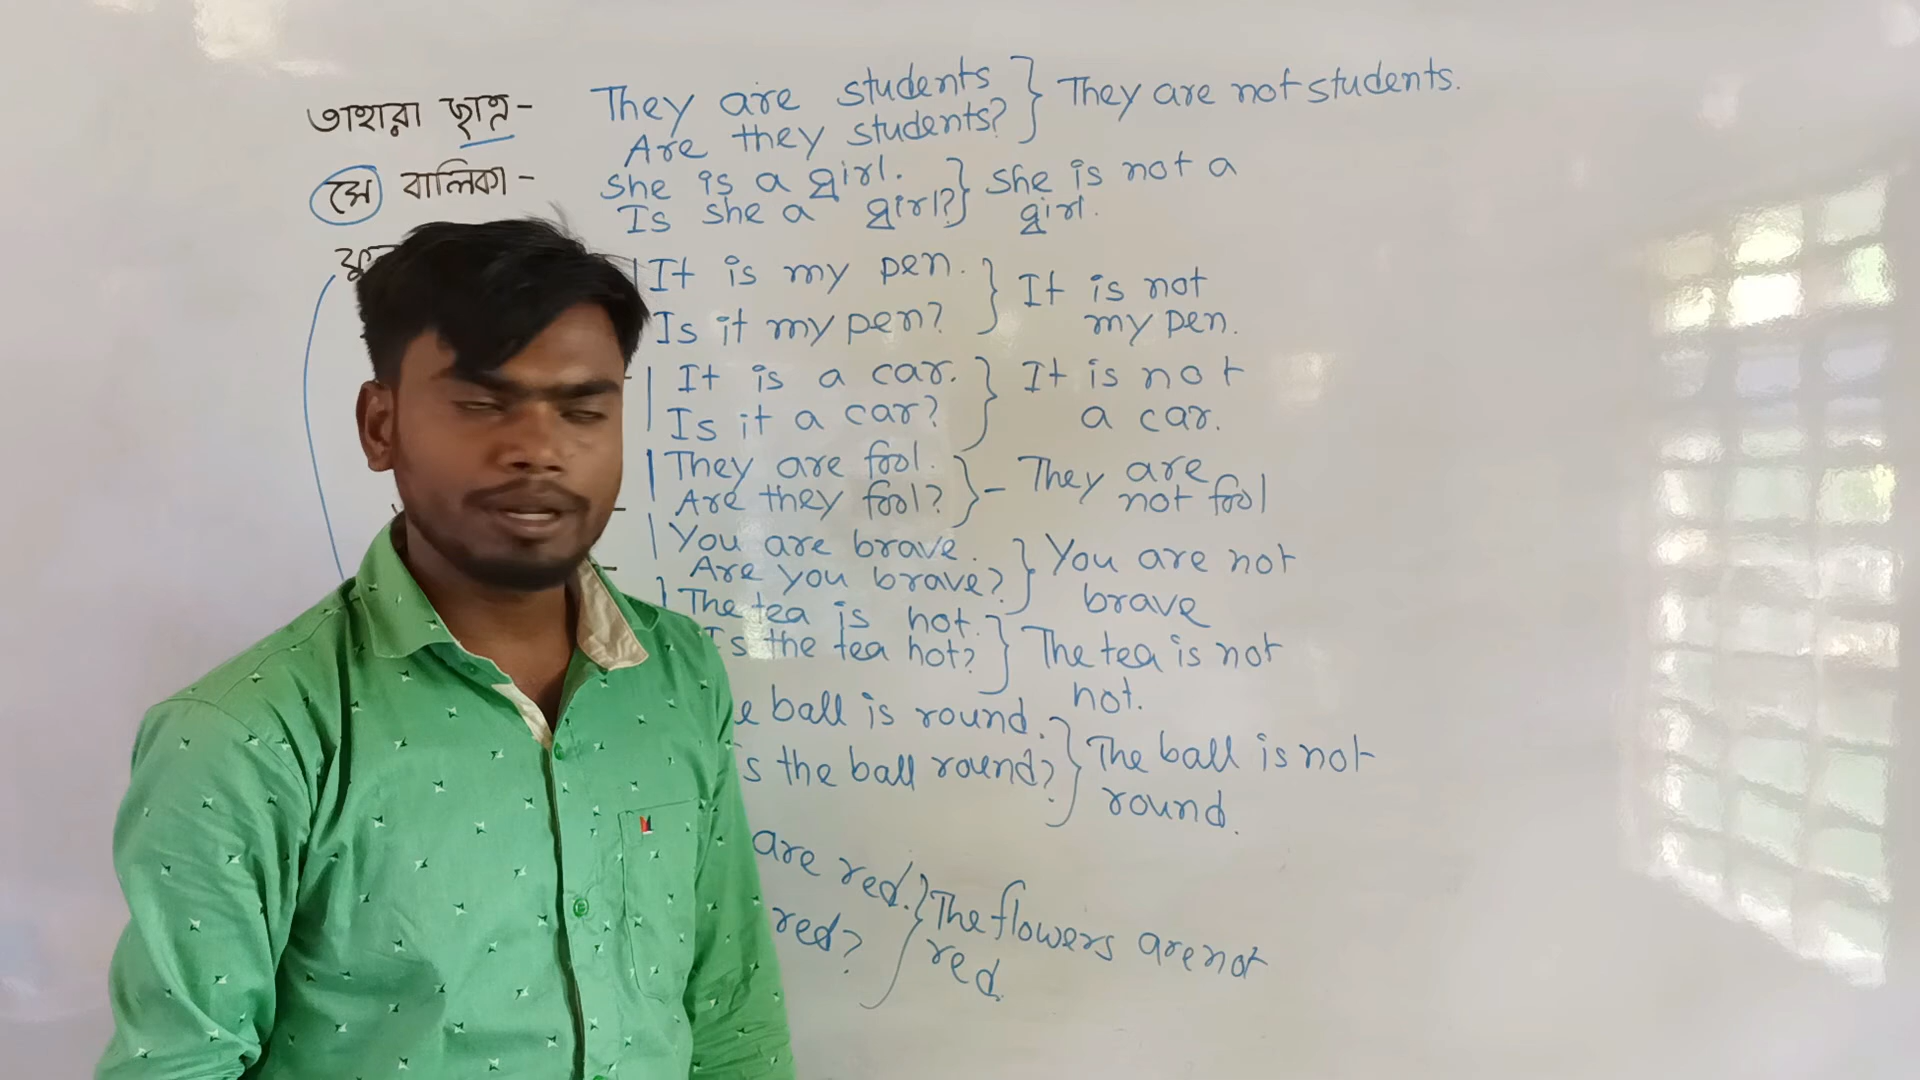 তাহারা ছাত্র- They are students } They are not students.
Are they students?
সে বালিকা - She is a girl. } She is not a
Is she a girl? girl.
It is my pen. } It is not
Is it my pen? my pen.
It is a car. } It is not
Is it a car? a car.
They are fool. } - They are
Are they fool? not fool
You are brave. } You are not
Are you brave? brave
The tea is hot. } The tea is not
Is the tea hot? hot.
ball is round. } The ball is not
Is the ball round? round.
are red. } The flowers are not
red? red.